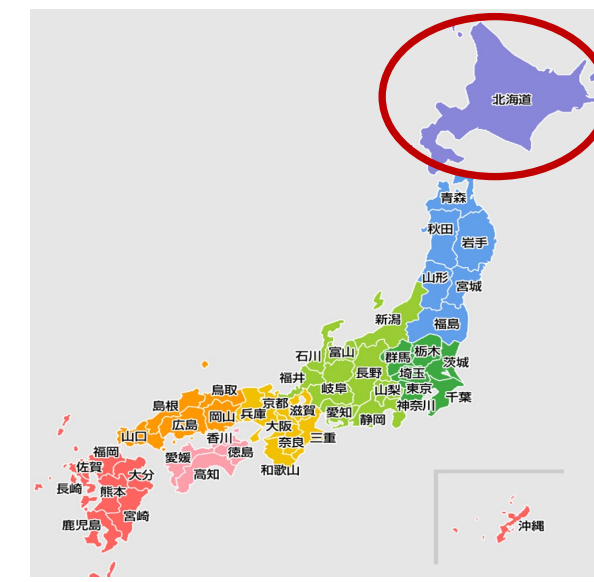 北海道
青森
秋田
岩手
山形
宮城
新潟
福島
石川
富山
群馬
栃木
茨城
福井
長野
埼玉
岐阜
山梨
東京
千葉
鳥取
京都
滋賀
愛知
静岡
神奈川
島根
岡山
兵庫
大阪
三重
山口
広島
香川
徳島
奈良
和歌山
福岡
愛媛
高知
佐賀
大分
長崎
熊本
宮崎
鹿児島
沖縄